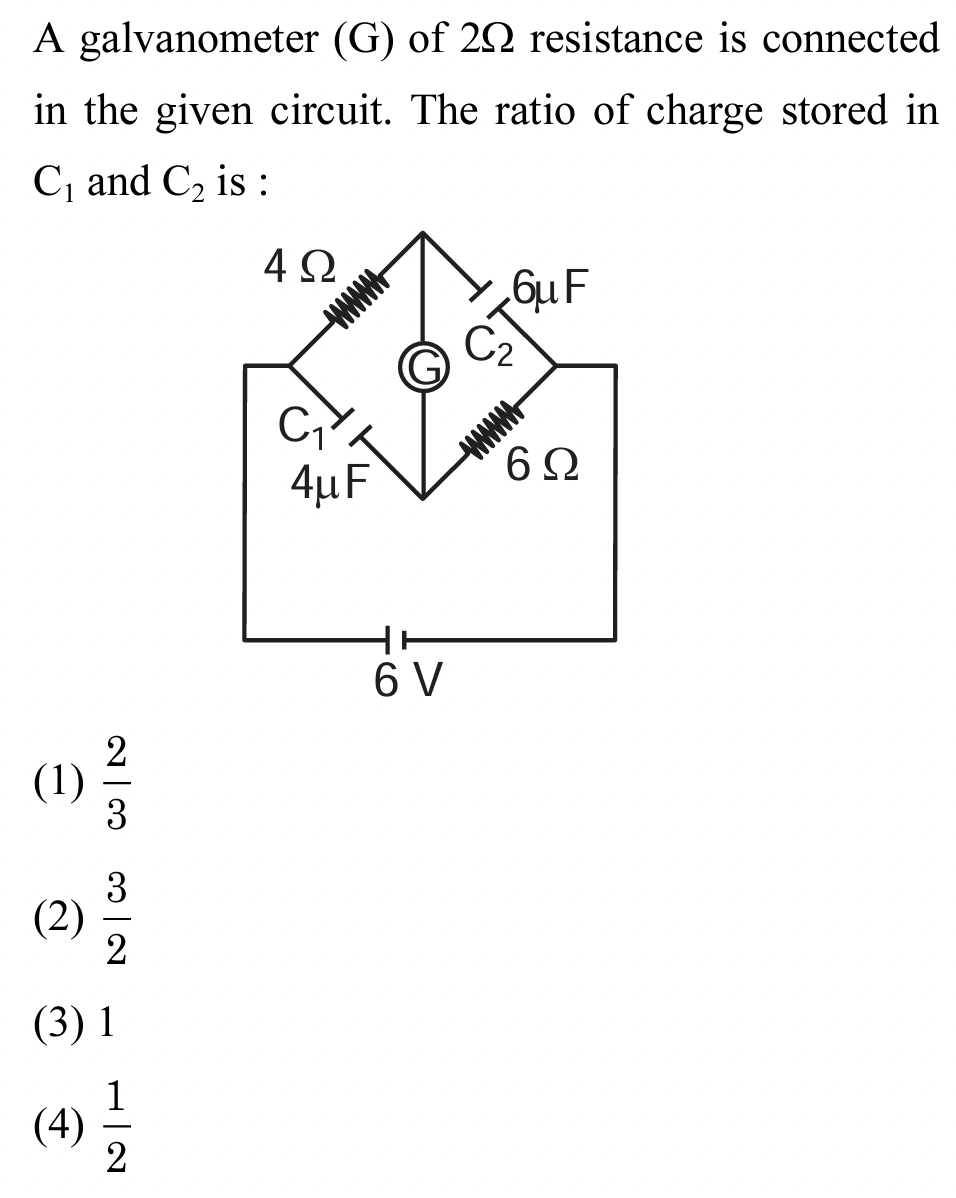 A galvanometer (G) of 2Ω resistance is connected
in the given circuit. The ratio of charge stored in
C₁ and C₂ is :
4 Ω
6μF
C₂
G
C₁
4μF
6 Ω
6 V
(1) 2/3
(2) 3/2
(3) 1
(4) 1/2